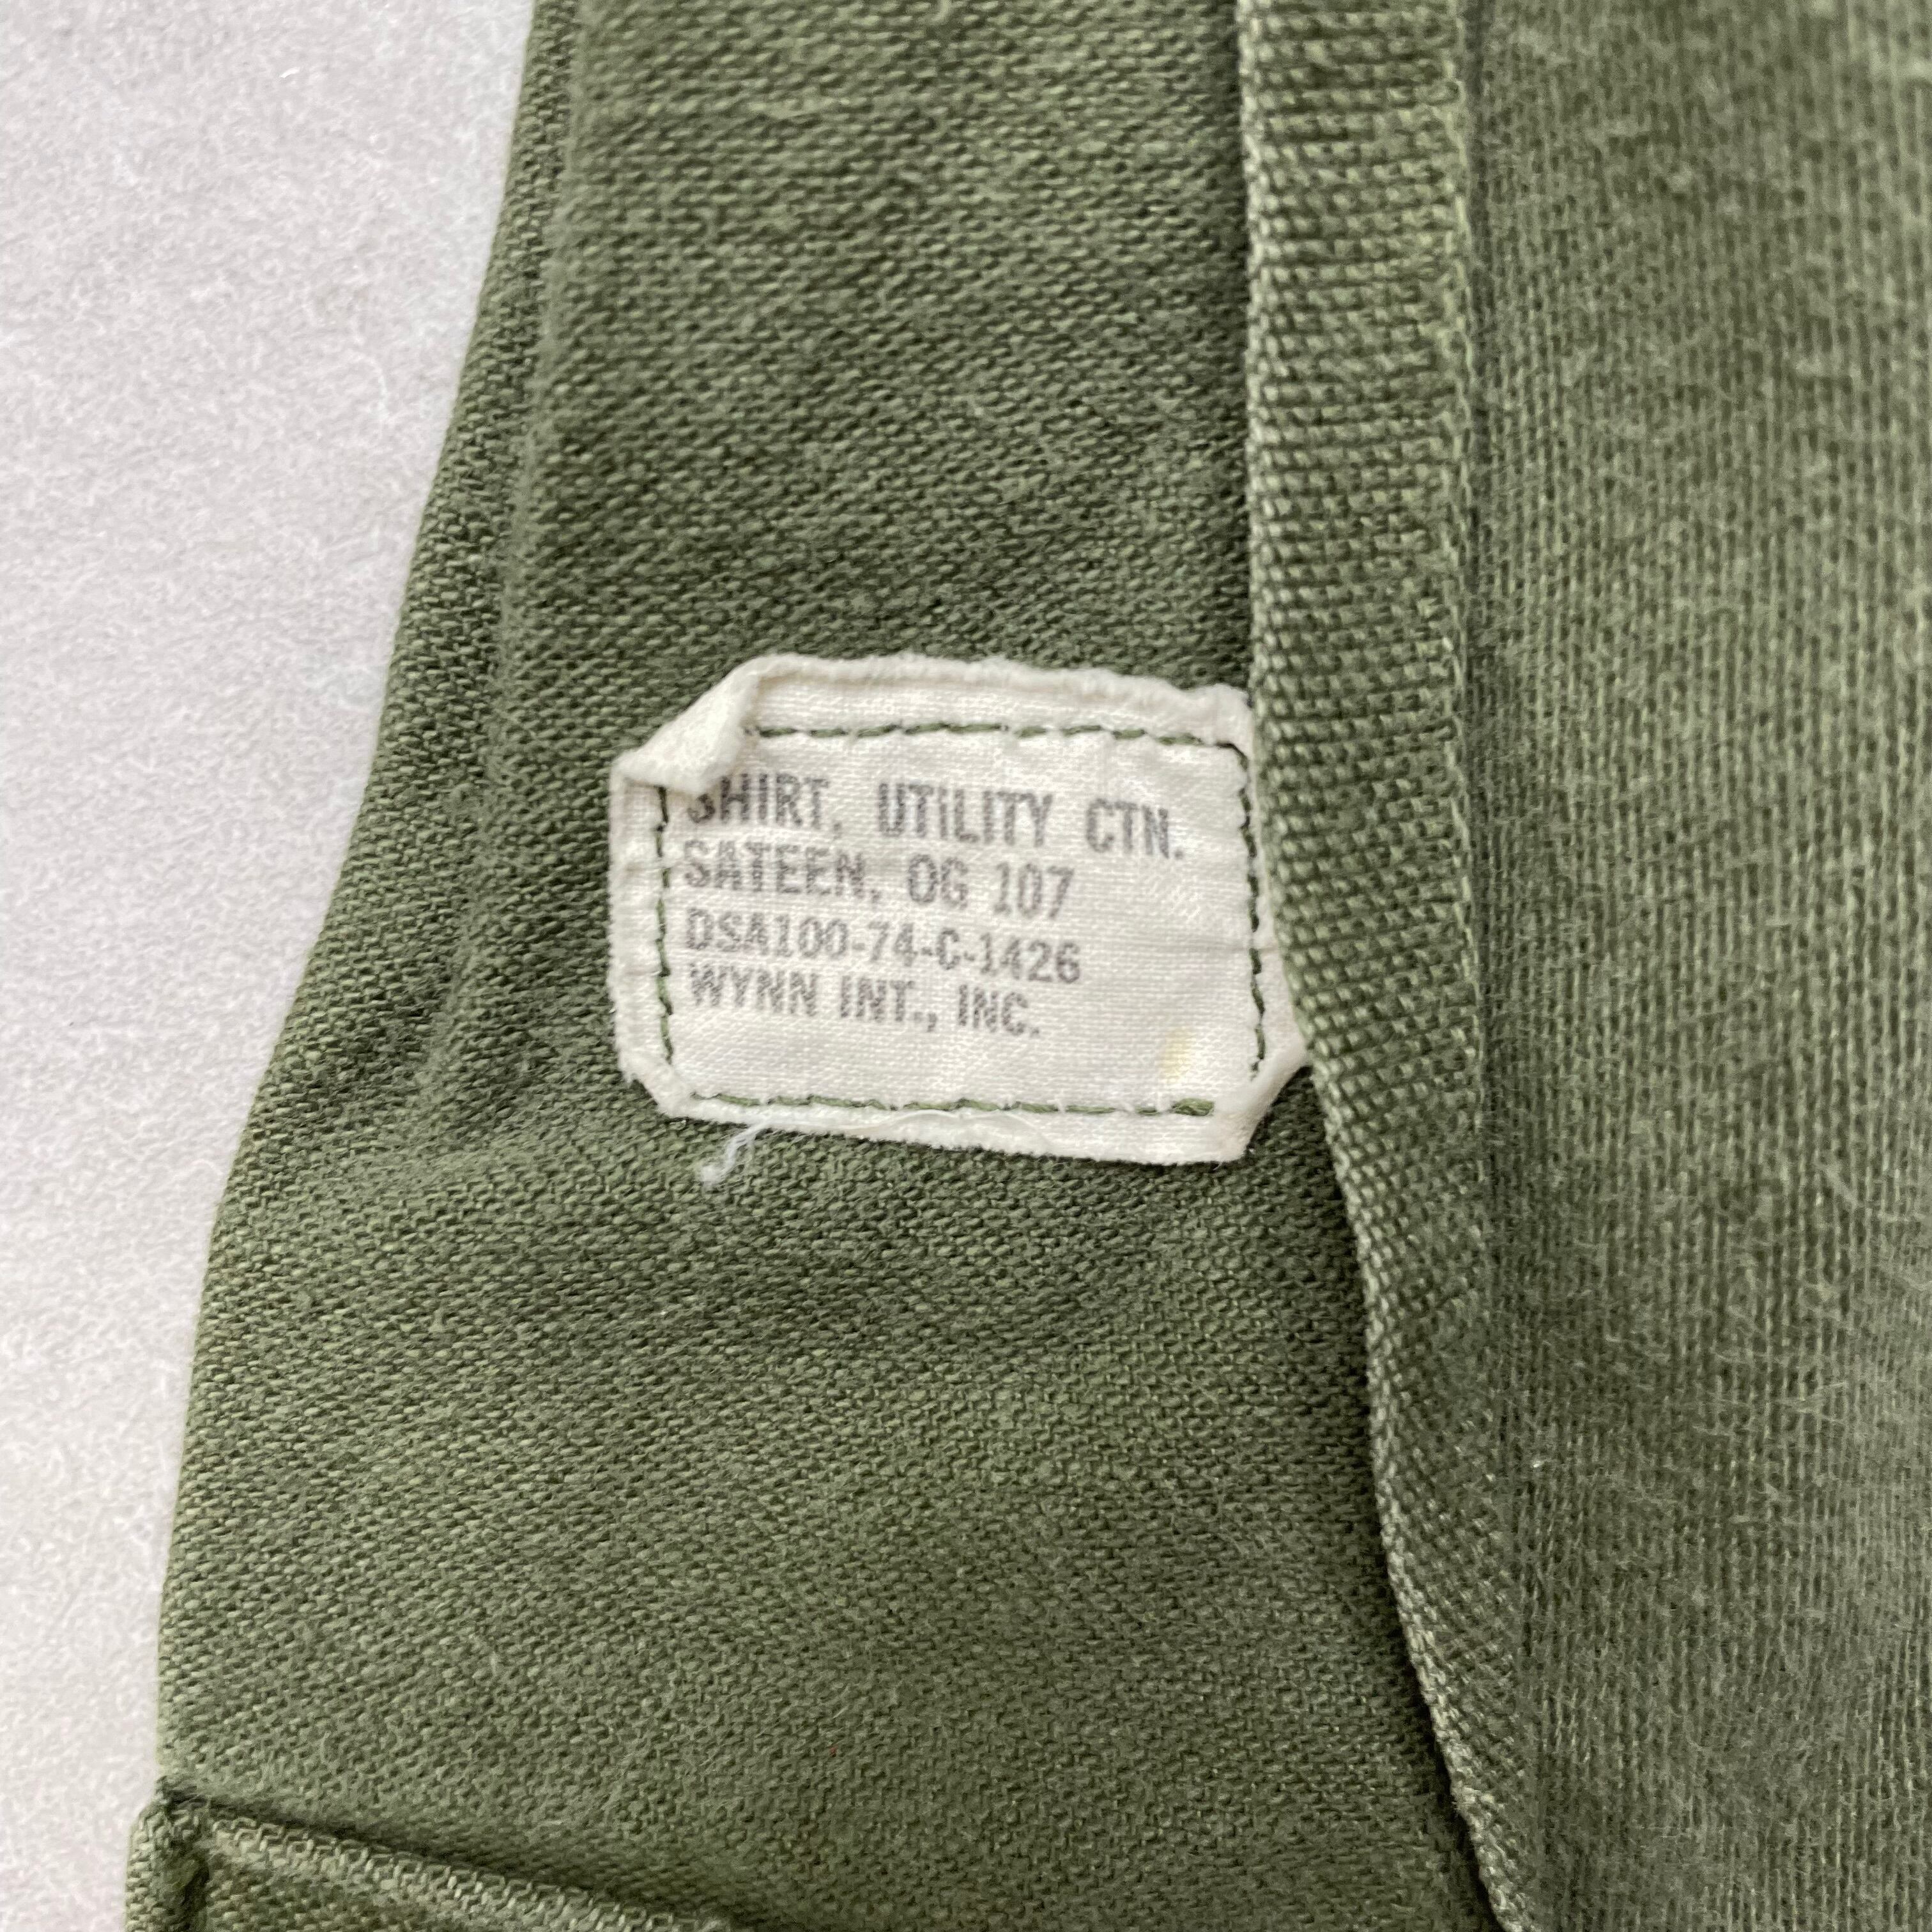 SHIRT, UTILITY CTN.
SATEEN, OG 107
DSA100-74-C-1426
WYNN INT., INC.